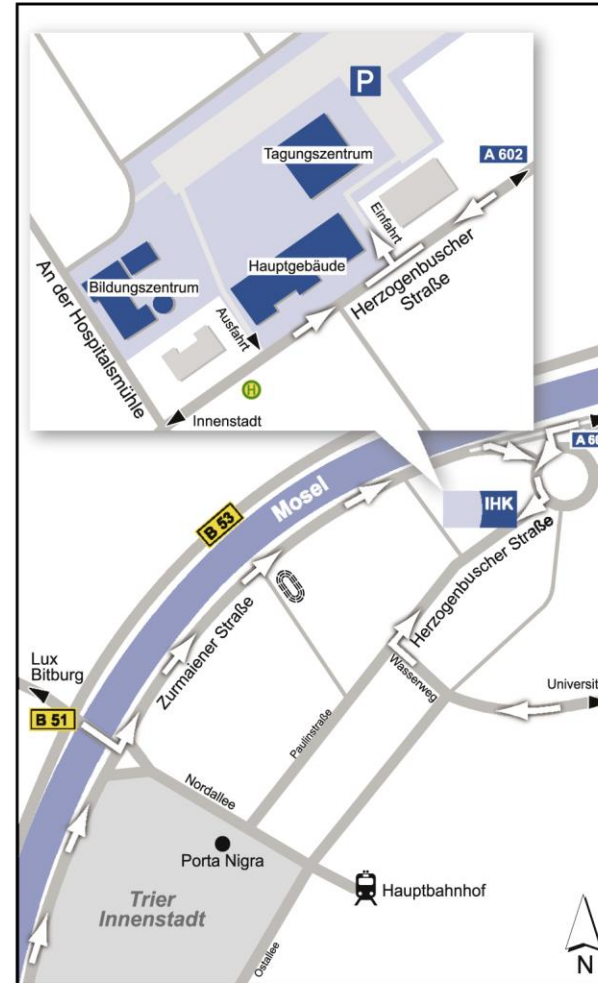 P
Tagungszentrum
A 602
Einfahrt
Hauptgebäude
Herzogenbuscher
Straße
Bildungszentrum
An der Hospitalsmühle
Ausfahrt
H
Innenstadt
Mosel
IHK
B 53
Herzogenbuscher Straße
Zurmaiener Straße
Lux
Bitburg
Wasserweg
B 51
Paulinstraße
Nordallee
Porta Nigra
Hauptbahnhof
Trier
Innenstadt
Ostallee
N